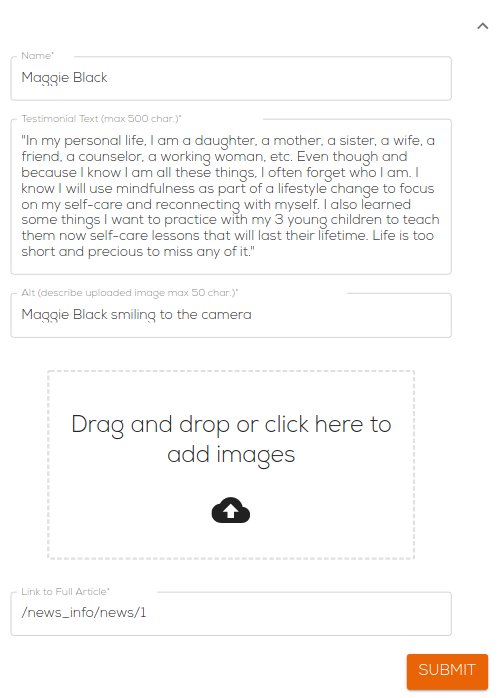 Name*
Maggie Black
Testimonial Text (max 500 char.)*
"In my personal life, I am a daughter, a mother, a sister, a wife, a
friend, a counselor, a working woman, etc. Even though and
because I know I am all these things, I often forget who I am. I
know I will use mindfulness as part of a lifestyle change to focus
on my self-care and reconnecting with myself. I also learned
some things I want to practice with my 3 young children to teach
them now self-care lessons that will last their lifetime. Life is too
short and precious to miss any of it."
Alt (describe uploaded image max 50 char.)*
Maggie Black smiling to the camera
Drag and drop or click here to
add images
Link to Full Article*
/news_info/news/1
SUBMIT